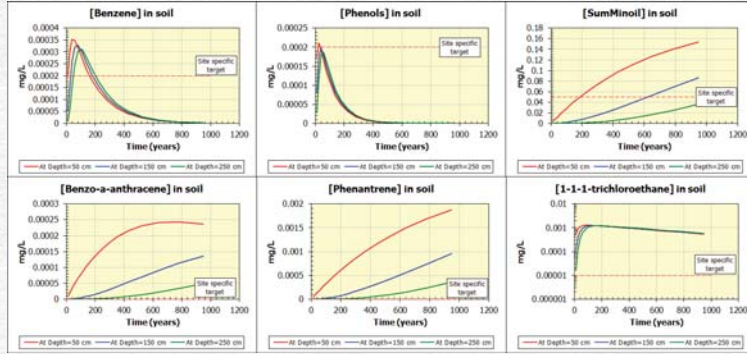 [Benzene] in soil
mg/L
0.0004
0.00035
0.0003
0.00025
0.0002
0.00015
0.0001
0.00005
0
Site specific
target
0 200 400 600 800 1000 1200
Time (years)
At Depth=50 cm At Depth=150 cm At Depth=250 cm
[Phenols] in soil
mg/L
0.00025
0.0002
0.00015
0.0001
0.00005
0
Site specific
target
0 200 400 600 800 1000 1200
Time (years)
At Depth=50 cm At Depth=150 cm At Depth=250 cm
[SumMinoil] in soil
mg/L
0.18
0.16
0.14
0.12
0.1
0.08
0.06
0.04
0.02
0
Site specific
target
0 200 400 600 800 1000 1200
Time (years)
At Depth=50 cm At Depth=150 cm At Depth=250 cm
[Benzo-a-anthracene] in soil
mg/L
0.0003
0.00025
0.0002
0.00015
0.0001
0.00005
0
Site specific
target
0 200 400 600 800 1000 1200
Time (years)
At Depth=50 cm At Depth=150 cm At Depth=250 cm
[Phenantrene] in soil
mg/L
0.002
0.0015
0.001
0.0005
0
Site specific
target
0 200 400 600 800 1000 1200
Time (years)
At Depth=50 cm At Depth=150 cm At Depth=250 cm
[1-1-1-trichloroethane] in soil
mg/L
0.01
0.001
0.0001
0.00001
0.000001
Site specific
target
0 200 400 600 800 1000 1200
Time (years)
At Depth=50 cm At Depth=150 cm At Depth=250 cm